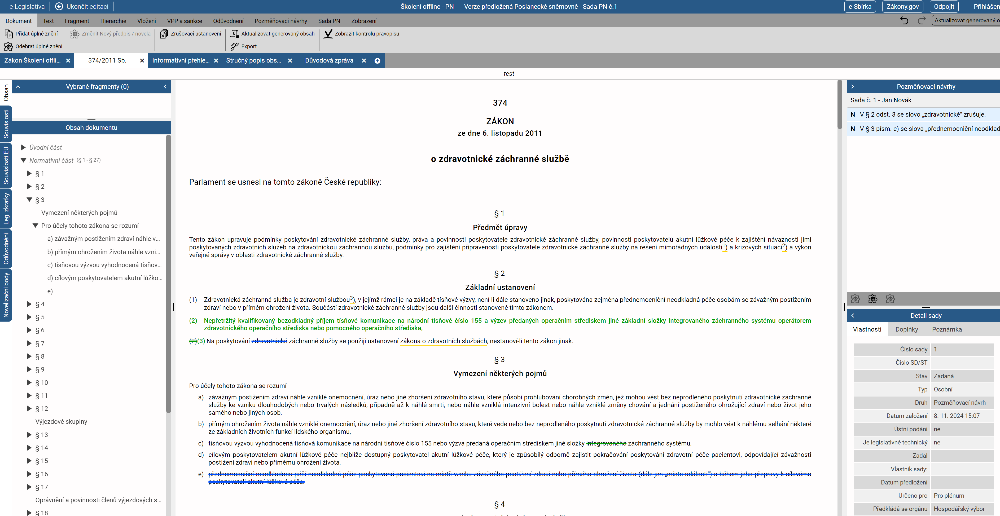 e-Legislativa
Ukončit editaci
Školení offline - PN
Verze předložená Poslanecké sněmovně - Sada PN č.1
e-Sbírka
Zákony.gov
Odpojit
Přihlášen
Dokument
Text
Fragment
Hierarchie
Vložení
VPP a sankce
Odůvodnění
Pozměňovací návrhy
Sada PN
Zobrazení
Aktualizovat generovaný o
Přidat úplné znění
Změnit Nový předpis / novela
Zrušovací ustanovení
Aktualizovat generovaný obsah
Zobrazit kontrolu pravopisu
Odebrat úplné znění
Export
Zákon Školení offli...
374/2011 Sb.
Informativní přehle...
Stručný popis obs...
Důvodová zpráva
test
Obsah
Souvislosti
Souvislosti EU
Leg. zkratky
Odůvodnění
Novelizační body
Vybrané fragmenty (0)
Obsah dokumentu
Úvodní část
Normativní část (§ 1 - § 27)
§ 1
§ 2
§ 3
Vymezení některých pojmů
Pro účely tohoto zákona se rozumí
a) závažným postižením zdraví náhle v...
b) přímým ohrožením života náhle vzni...
c) tísňovou výzvou vyhodnocená tísňov...
d) cílovým poskytovatelem akutní lůžko...
e)
§ 4
§ 5
§ 6
§ 7
§ 8
§ 9
§ 10
§ 11
§ 12
Výjezdové skupiny
§ 13
§ 14
§ 15
§ 16
§ 17
Oprávnění a povinnosti členů výjezdových s...
§ 18
374
ZÁKON
ze dne 6. listopadu 2011
o zdravotnické záchranné službě
Parlament se usnesl na tomto zákoně České republiky:
§ 1
Předmět úpravy
Tento zákon upravuje podmínky poskytování zdravotnické záchranné služby, práva a povinnosti poskytovatele zdravotnické záchranné služby, povinnosti poskytovatelů akutní lůžkové péče k zajištění návaznosti jimi
poskytovaných zdravotních služeb na zdravotnickou záchrannou službu, podmínky pro zajištění připravenosti poskytovatele zdravotnické záchranné služby na řešení mimořádných událostí1) a krizových situací2) a výkon
veřejné správy v oblasti zdravotnické záchranné služby.
§ 2
Základní ustanovení
(1) Zdravotnická záchranná služba je zdravotní službou3), v jejímž rámci je na základě tísňové výzvy, není-li dále stanoveno jinak, poskytována zejména přednemocniční neodkladná péče osobám se závažným postižením
zdraví nebo v přímém ohrožení života. Součástí zdravotnické záchranné služby jsou další činnosti stanovené tímto zákonem.
(2) Nepřetržitý kvalifikovaný bezodkladný příjem tísňové komunikace na národní tísňové číslo 155 a výzev předaných operačním střediskem jiné základní složky integrovaného záchranného systému operátorem
zdravotnického operačního střediska nebo pomocného operačního střediska,
(2)(3) Na poskytování zdravotnické záchranné služby se použijí ustanovení zákona o zdravotních službách, nestanoví-li tento zákon jinak.
§ 3
Vymezení některých pojmů
Pro účely tohoto zákona se rozumí
a) závažným postižením zdraví náhle vzniklé onemocnění, úraz nebo jiné zhoršení zdravotního stavu, které působí prohlubování chorobných změn, jež mohou vést bez neprodleného poskytnutí zdravotnické záchranné
služby ke vzniku dlouhodobých nebo trvalých následků, případně až k náhlé smrti, nebo náhle vzniklá intenzivní bolest nebo náhle vzniklé změny chování a jednání postiženého ohrožující zdraví nebo život jeho
samého nebo jiných osob,
b) přímým ohrožením života náhle vzniklé onemocnění, úraz nebo jiné zhoršení zdravotního stavu, které vede nebo bez neprodleného poskytnutí zdravotnické záchranné služby by mohlo vést k náhlému selhání některé
ze základních životních funkcí lidského organismu,
c) tísňovou výzvou vyhodnocená tísňová komunikace na národní tísňové číslo 155 nebo výzva předaná operačním střediskem jiné složky integrovaného záchranného systému,
d) cílovým poskytovatelem akutní lůžkové péče nejblíže dostupný poskytovatel akutní lůžkové péče, který je způsobilý odborně zajistit pokračování poskytování zdravotní péče pacientovi, odpovídající závažnosti
postižení zdraví nebo přímému ohrožení života,
e) přednemocniční neodkladnou péčí neodkladná péče poskytovaná pacientovi na místě vzniku závažného postižení zdraví nebo přímého ohrožení života (dále jen „místo události“) a během jeho přepravy k cílovému
poskytovateli akutní lůžkové péče.
§ 4
Pozměňovací návrhy
Sada č. 1 - Jan Novák
N V § 2 odst. 3 se slovo „zdravotnické“ zrušuje.
N V § 3 písm. e) se slova „přednemocniční neodklad
Detail sady
Vlastnosti
Doplňky
Poznámka
Číslo sady 1
Číslo SD/ST
Stav Zadaná
Typ Osobní
Druh Pozměňovací návrh
Datum založení 8. 11. 2024 15:07
Ústní podání ne
Je legislativně technický ne
Zadal
Vlastník sady:
Datum předložení
Určeno pro Pro plénum
Předkládá se orgánu Hospodářský výbor